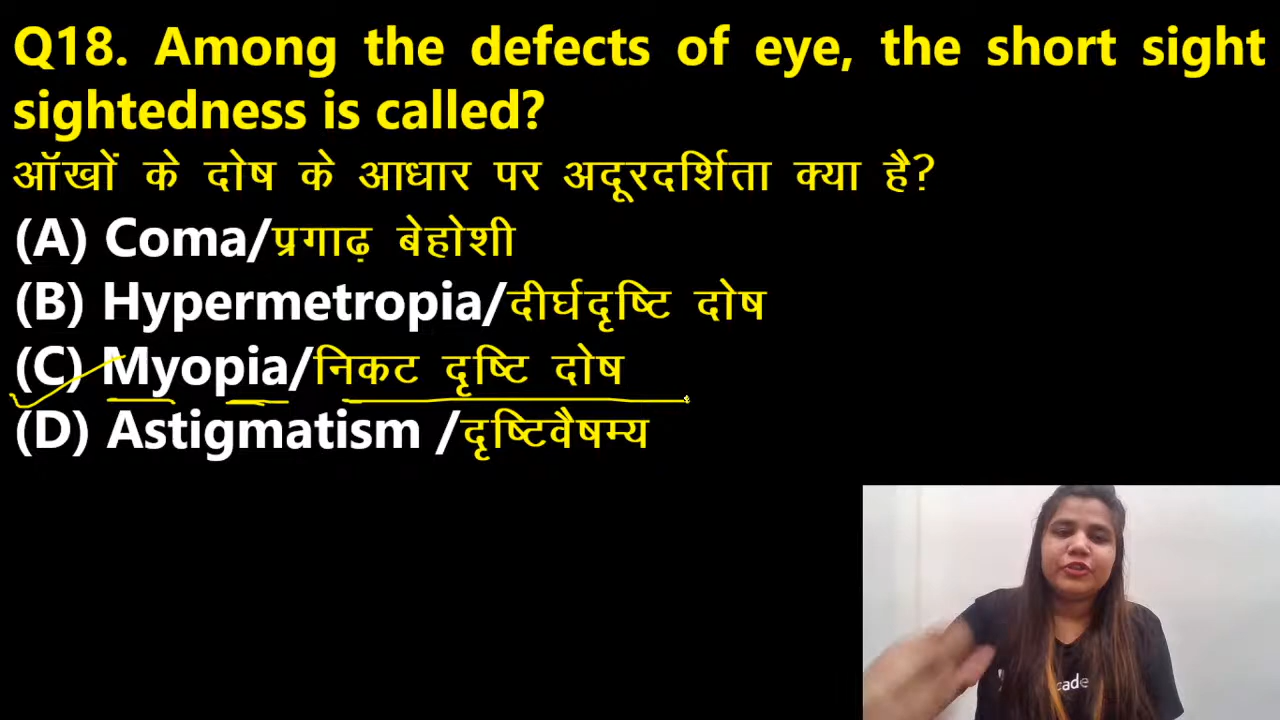 Q18. Among the defects of eye, the short sight
sightedness is called?
ऑखों के दोष के आधार पर अदूरदर्शिता क्या है?
(A) Coma/प्रगाढ़ बेहोशी
(B) Hypermetropia/दीर्घदृष्टि दोष
(C) Myopia/निकट दृष्टि दोष
(D) Astigmatism /दृष्टिवैषम्य